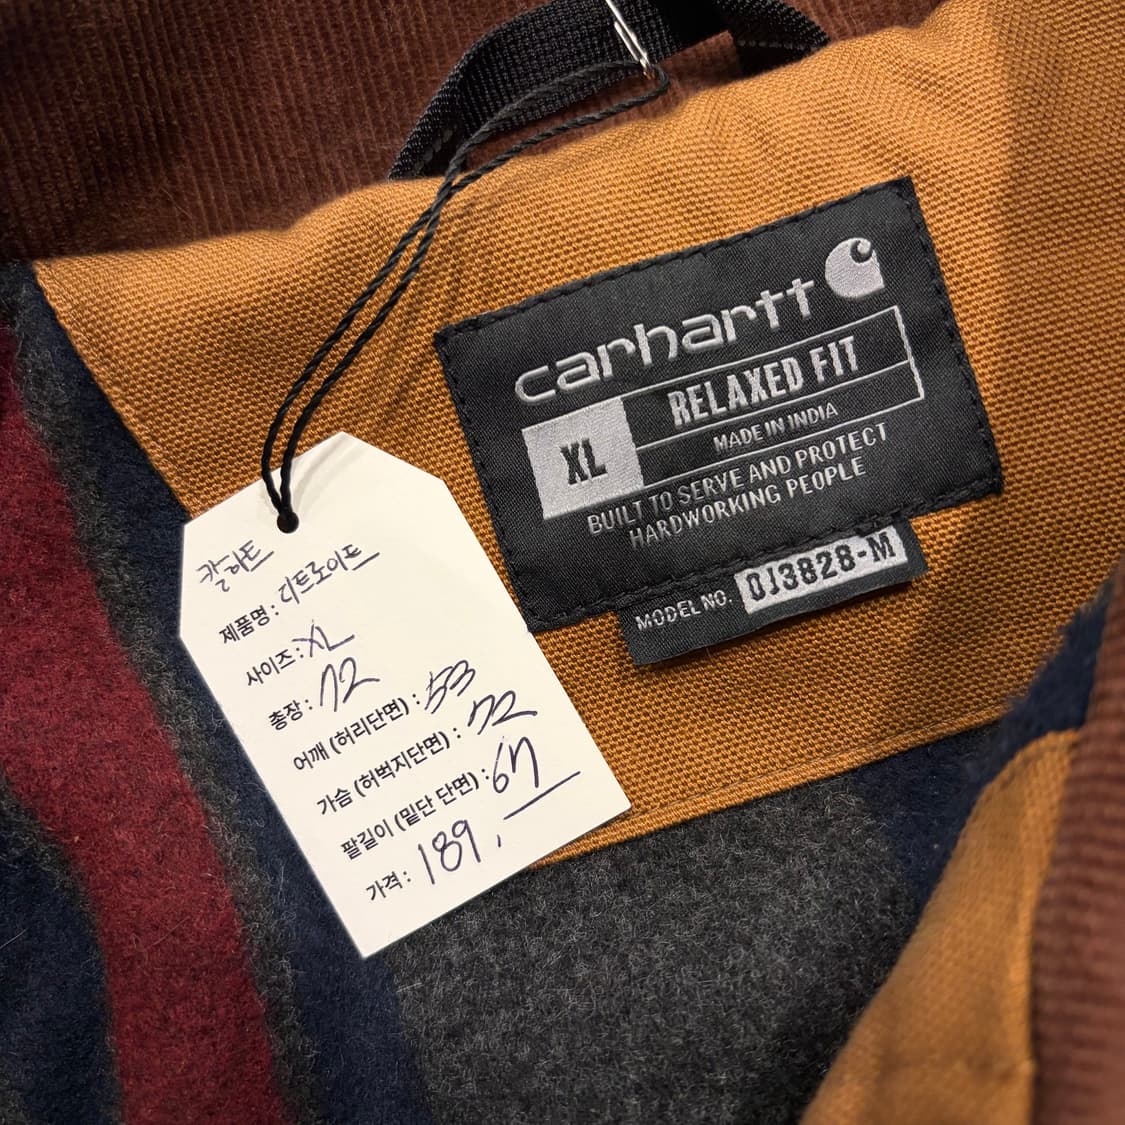 carhartt
RELAXED FIT
XL
MADE IN INDIA
BUILT TO SERVE AND PROTECT
HARDWORKING PEOPLE
MODEL NO. OJ3828-M
칼하트
제품명: 디트로이트
사이즈: XL
총장: 72
어깨 (허리단면) : 53
가슴 (허벅지단면) : 72
팔길이 (밑단 단면) : 67
가격: 189,